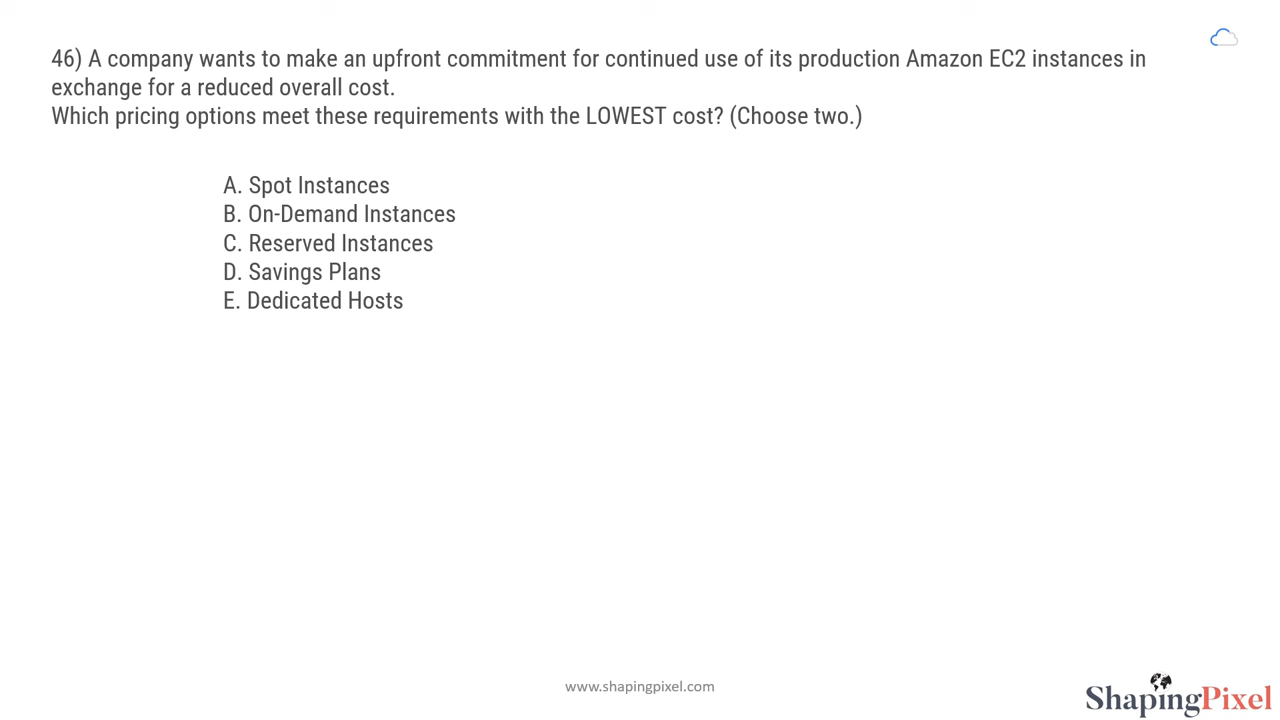 46) A company wants to make an upfront commitment for continued use of its production Amazon EC2 instances in
exchange for a reduced overall cost.
Which pricing options meet these requirements with the LOWEST cost? (Choose two.)
A. Spot Instances
B. On-Demand Instances
C. Reserved Instances
D. Savings Plans
E. Dedicated Hosts
www.shapingpixel.com
ShapingPixel